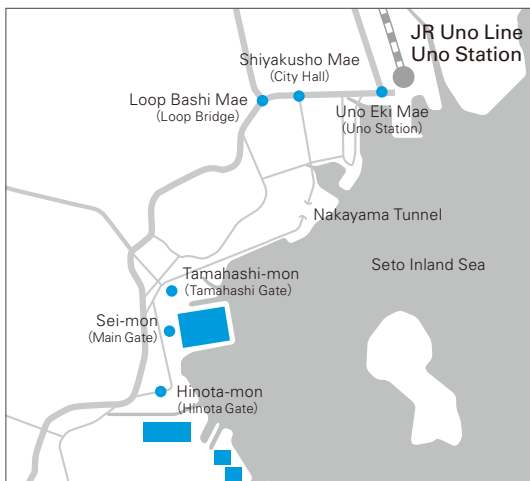 JR Uno Line
Uno Station
Shiyakusho Mae
(City Hall)
Loop Bashi Mae
(Loop Bridge)
Uno Eki Mae
(Uno Station)
Nakayama Tunnel
Seto Inland Sea
Tamahashi-mon
(Tamahashi Gate)
Sei-mon
(Main Gate)
Hinota-mon
(Hinota Gate)